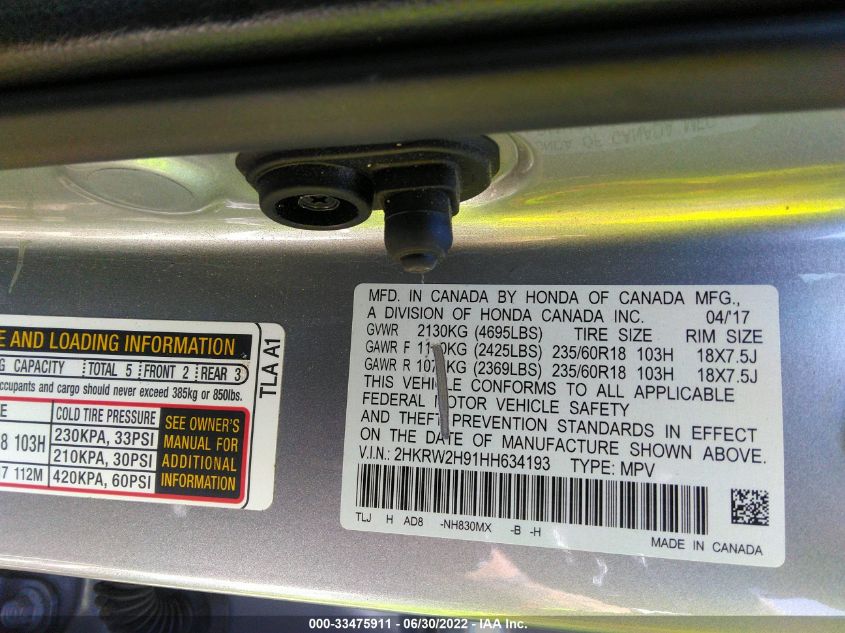 E AND LOADING INFORMATION
G CAPACITY TOTAL 5 FRONT 2 REAR 3
ccupants and cargo should never exceed 385kg or 850lbs.
E COLD TIRE PRESSURE
8 103H 230KPA, 33PSI
210KPA, 30PSI
7 112M 420KPA, 60PSI
SEE OWNER'S
MANUAL FOR
ADDITIONAL
INFORMATION
TLA A1
MFD. IN CANADA BY HONDA OF CANADA MFG.,
A DIVISION OF HONDA CANADA INC. 04/'17
GVWR 2130KG (4695LBS) TIRE SIZE RIM SIZE
GAWR F (2425LBS) 235/60R18 103H 18X7.5J
GAWR R (2369LBS) 235/60R18 103H 18X7.5J
THIS VEHICLE CONFORMS TO ALL APPLICABLE
FEDERAL MOTOR VEHICLE SAFETY
AND THEFT PREVENTION STANDARDS IN EFFECT
ON THE DATE OF MANUFACTURE SHOWN ABOVE.
V.I.N.: 2HKRW2H91HH634193 TYPE: MPV
TLJ H AD8 -NH830MX -B -H
MADE IN CANADA
000-33475911 - 06/30/2022 - IAA Inc.